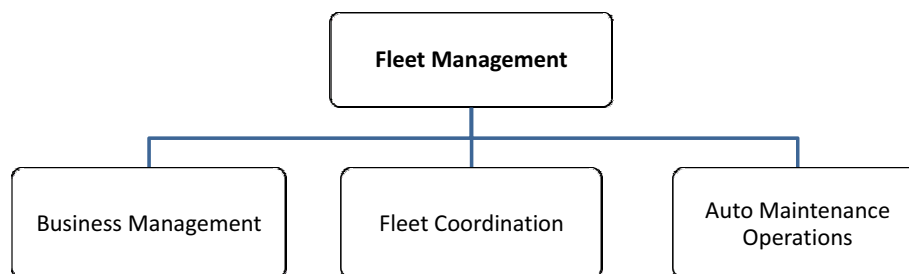 Fleet Management
Business Management
Fleet Coordination
Auto Maintenance
Operations